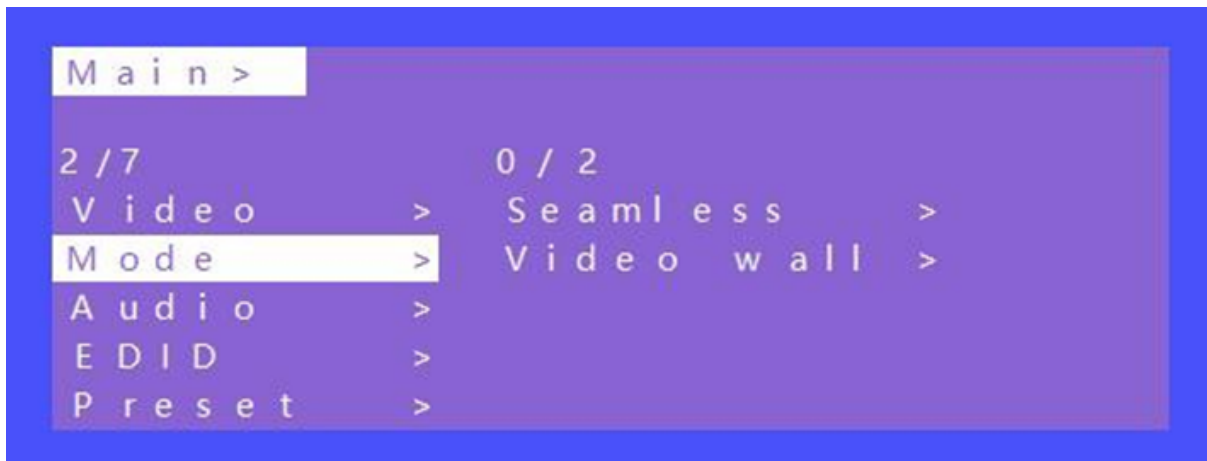 Main>
2/7 0/2
Video > Seamless >
Mode > Video wall >
Audio >
EDID >
Preset >